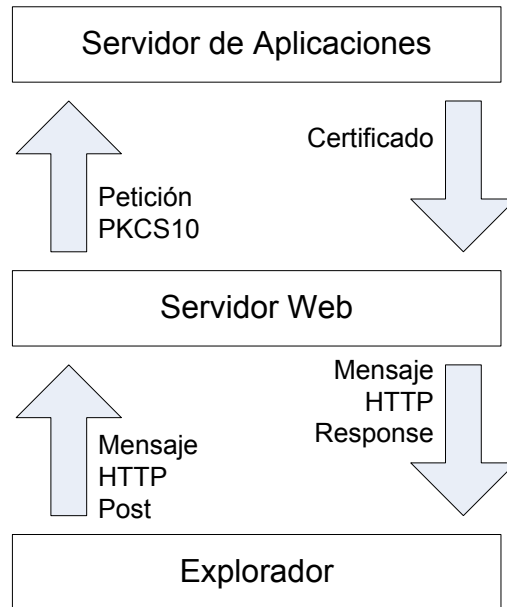 Servidor de Aplicaciones
Petición
PKCS10
Certificado
Servidor Web
Mensaje
HTTP
Post
Mensaje
HTTP
Response
Explorador